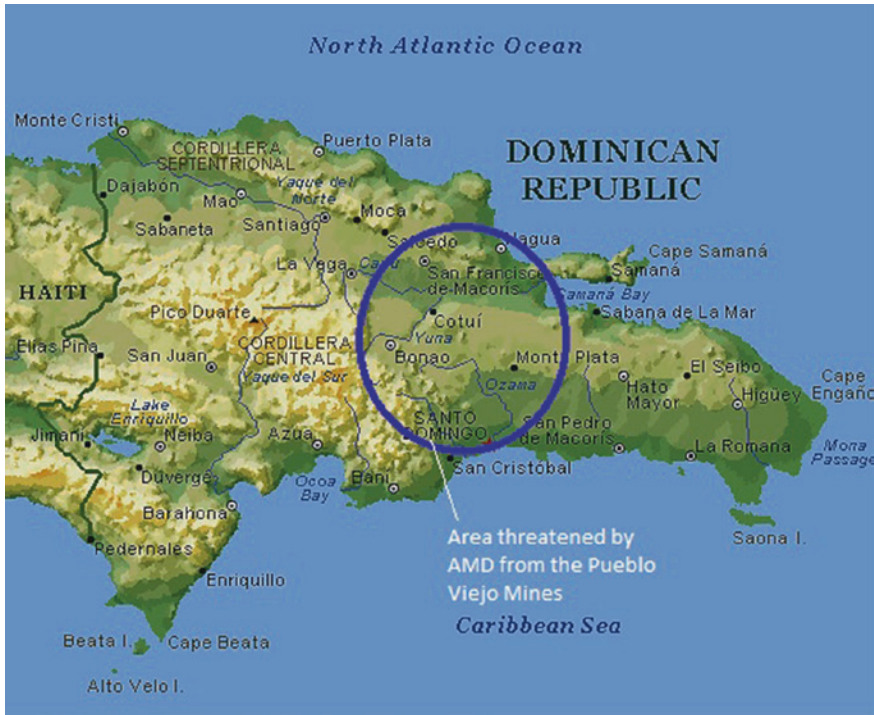 North Atlantic Ocean
Monte Cristi
CORDILLERA
SEPTENTRIONAL
Puerto Plata
DOMINICAN
REPUBLIC
Dajabón
Mao
Yaque del
Norte
Moca
Sabaneta
Santiago
Salcedo
Nagua
Cape Samaná
La Vega
Camu
San Francisco
de Macorís
Samaná
Samaná Bay
HAITI
Pico Duarte
Cotuí
Sabana de La Mar
CORDILLERA
CENTRAL
Yuna
Elías Piña
San Juan
Bonao
Monte Plata
El Seibo
Yaque del Sur
Ozama
Hato
Mayor
Higüey
Cape
Engaño
Lake
Enriquillo
SANTO
DOMINGO
San Pedro
de Macorís
Jimaní
Neiba
Azua
La Romana
Mona
Passage
Duvergé
Ocoa
Bay
Baní
San Cristóbal
Barahona
Saona I.
Pedernales
Area threatened by
AMD from the Pueblo
Viejo Mines
Enriquillo
Caribbean Sea
Beata I.
Cape Beata
Alto Velo I.